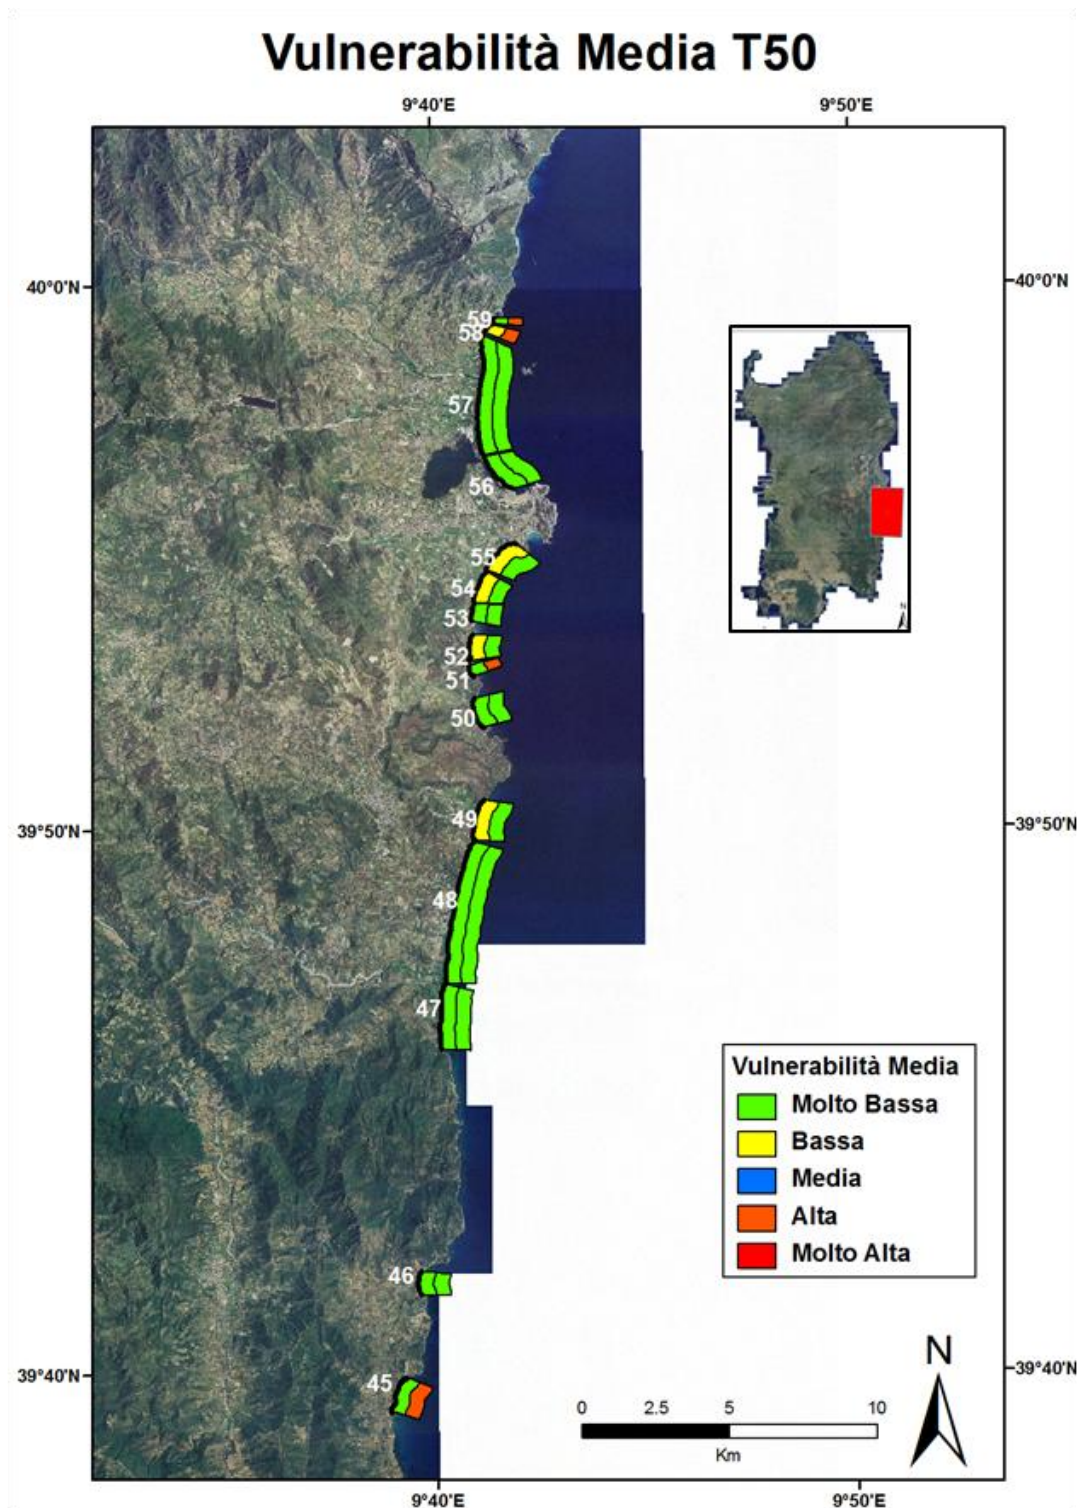 Vulnerabilità Media T50
9°40'E
9°50'E
40°0'N
40°0'N
59
58
57
56
55
54
53
52
51
50
49
39°50'N
39°50'N
48
47
Vulnerabilità Media
Molto Bassa
Bassa
Media
Alta
Molto Alta
46
45
39°40'N
39°40'N
N
0 2.5 5 10
Km
9°40'E
9°50'E